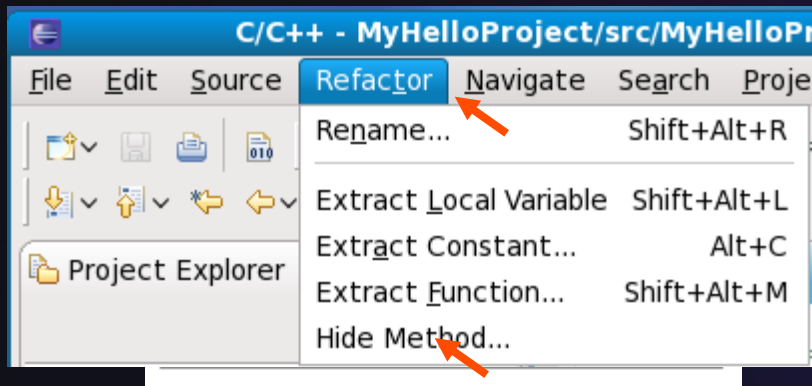 C/C++ - MyHelloProject/src/MyHelloPr
File Edit Source Refactor Navigate Search Proje
010
Rename... Shift+Alt+R
Extract Local Variable Shift+Alt+L
Extract Constant... Alt+C
Extract Function... Shift+Alt+M
Hide Method...
Project Explorer